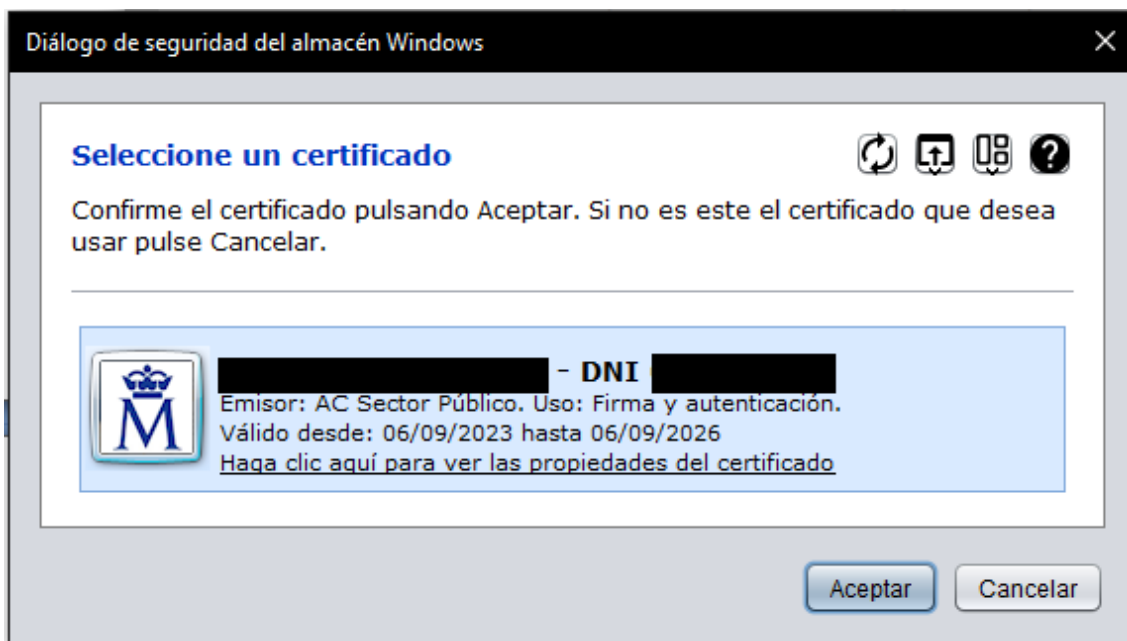 Diálogo de seguridad del almacén Windows
Seleccione un certificado
Confirme el certificado pulsando Aceptar. Si no es este el certificado que desea
usar pulse Cancelar.
- DNI
Emisor: AC Sector Público. Uso: Firma y autenticación.
Válido desde: 06/09/2023 hasta 06/09/2026
Haga clic aquí para ver las propiedades del certificado
M
Aceptar
Cancelar